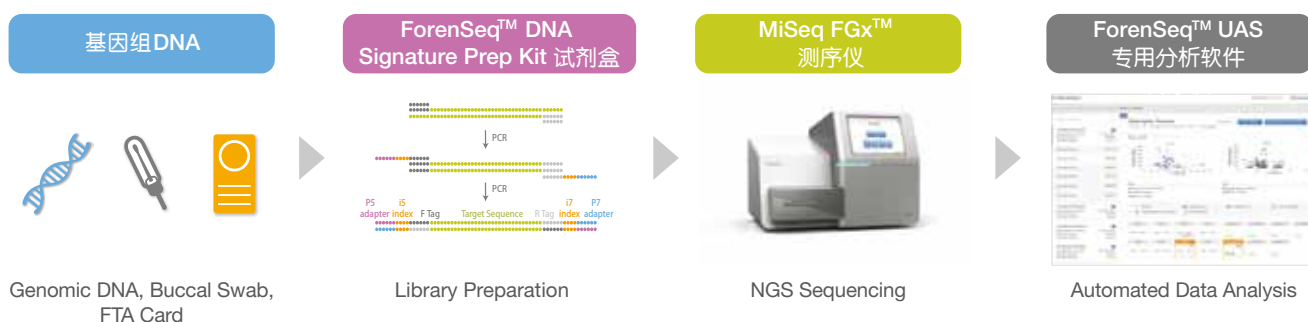 基因组DNA
ForenSeq™ DNA
Signature Prep Kit 试剂盒
MiSeq FGx™
测序仪
ForenSeq™ UAS
专用分析软件
PCR
PCR
P5 adapter
i5 index
F Tag
Target Sequence
R Tag
i7 index
P7 adapter
Genomic DNA, Buccal Swab,
FTA Card
Library Preparation
NGS Sequencing
Automated Data Analysis